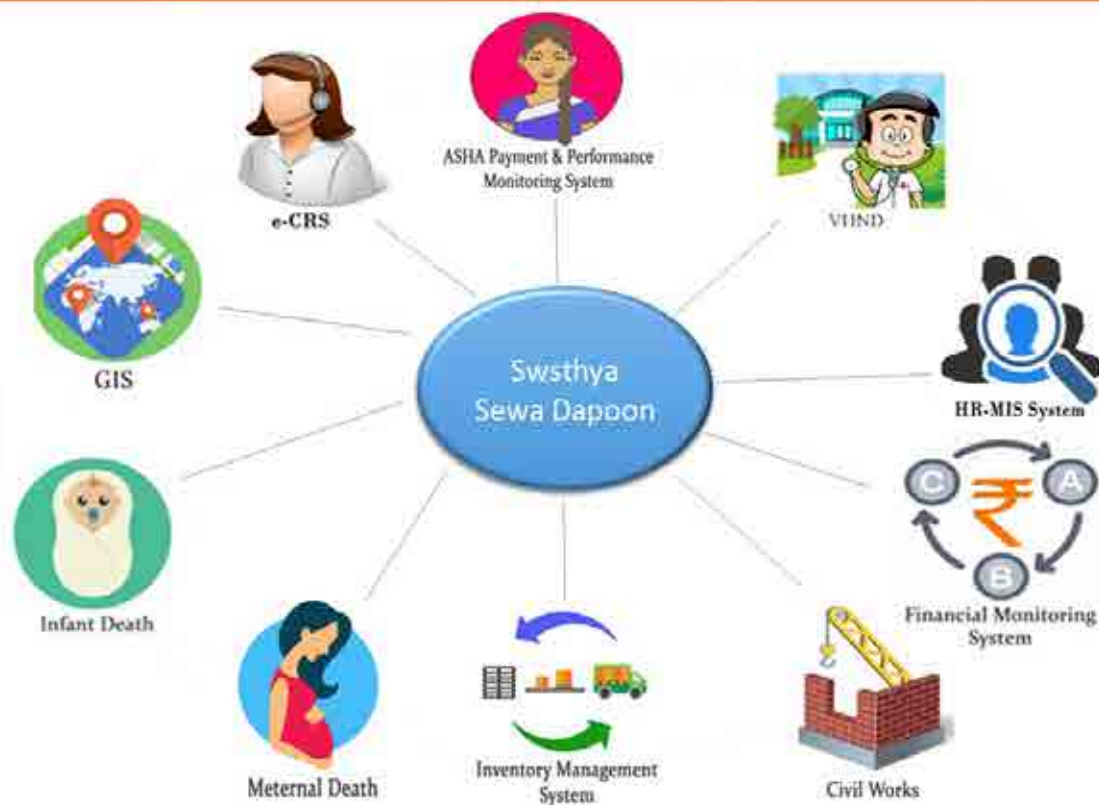 ASHA Payment & Performance
Monitoring System
e-CRS
VHND
GIS
Swsthya
Sewa Dapoon
HR-MIS System
C
A
B
Financial Monitoring
System
Infant Death
Meternal Death
Inventory Management
System
Civil Works